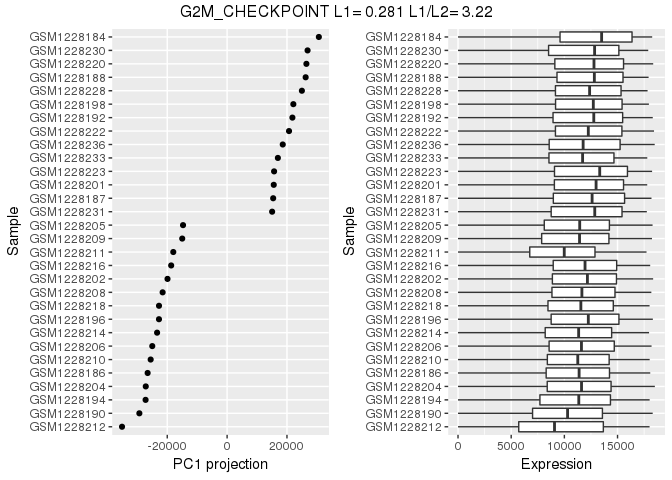 G2M_CHECKPOINT L1= 0.281 L1/L2= 3.22
Sample
GSM1228184
GSM1228230
GSM1228220
GSM1228188
GSM1228228
GSM1228198
GSM1228192
GSM1228222
GSM1228236
GSM1228233
GSM1228223
GSM1228201
GSM1228187
GSM1228231
GSM1228205
GSM1228209
GSM1228211
GSM1228216
GSM1228202
GSM1228208
GSM1228218
GSM1228196
GSM1228214
GSM1228206
GSM1228210
GSM1228186
GSM1228204
GSM1228194
GSM1228190
GSM1228212
-20000 0 20000
PC1 projection
Sample
GSM1228184
GSM1228230
GSM1228220
GSM1228188
GSM1228228
GSM1228198
GSM1228192
GSM1228222
GSM1228236
GSM1228233
GSM1228223
GSM1228201
GSM1228187
GSM1228231
GSM1228205
GSM1228209
GSM1228211
GSM1228216
GSM1228202
GSM1228208
GSM1228218
GSM1228196
GSM1228214
GSM1228206
GSM1228210
GSM1228186
GSM1228204
GSM1228194
GSM1228190
GSM1228212
0 5000 10000 15000
Expression